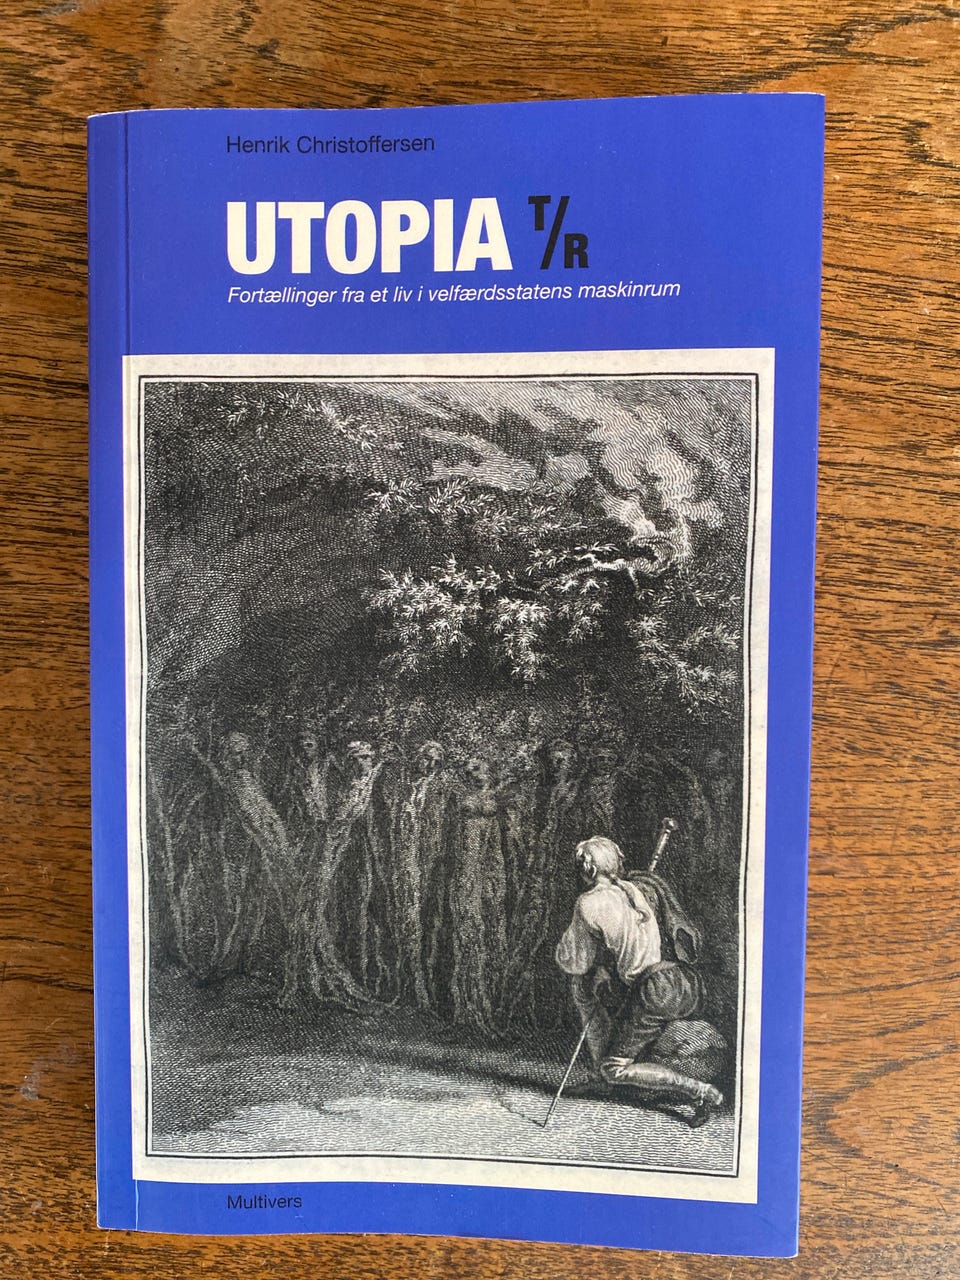 Henrik Christoffersen
UTOPIA T/R
Fortællinger fra et liv i velfærdsstatens maskinrum
Multivers